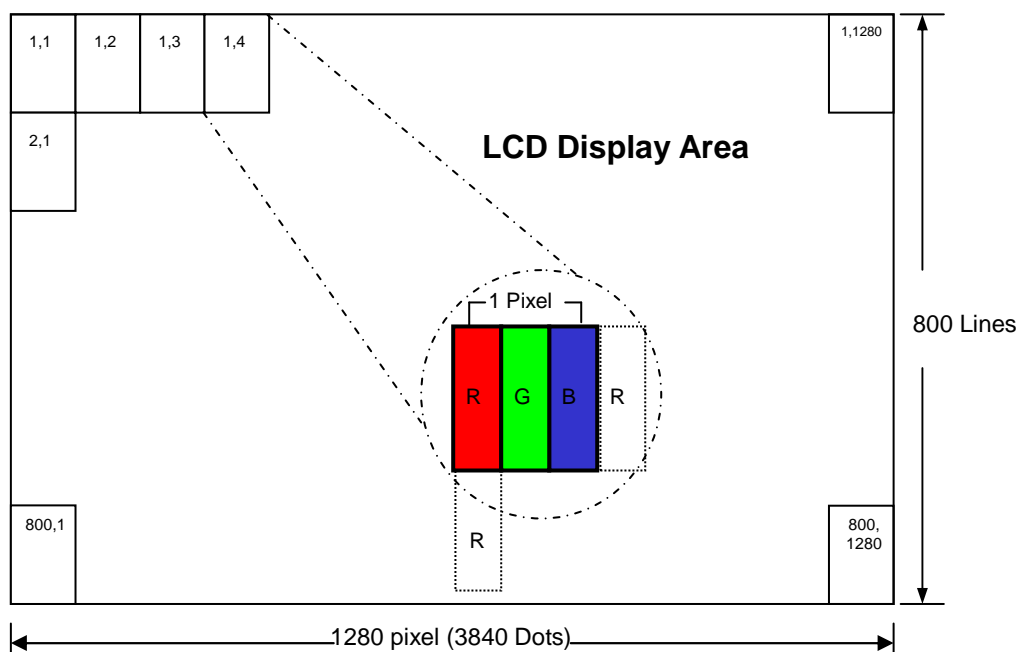 1,1 1,2 1,3 1,4 1,1280
2,1
LCD Display Area
1 Pixel
800 Lines
R G B R
R
800,1
800,
1280
1280 pixel (3840 Dots)